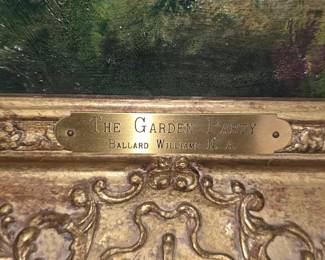 The Garden Party
Ballard Williams N. A.